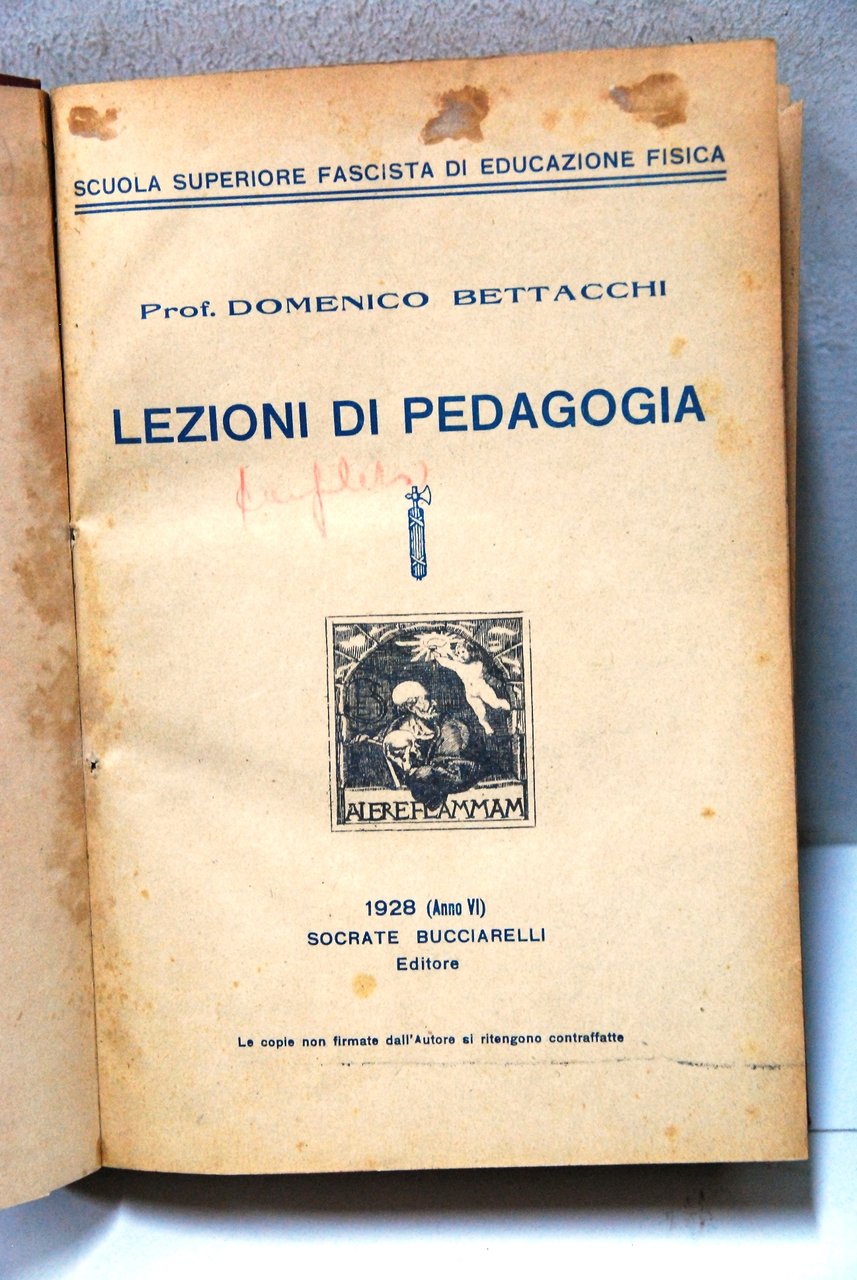 SCUOLA SUPERIORE FASCISTA DI EDUCAZIONE FISICA
Prof. DOMENICO BETTACCHI
LEZIONI DI PEDAGOGIA
ALERE FLAMMAM
1928 (Anno VI)
SOCRATE BUCCIARELLI
Editore
Le copie non firmate dall'Autore si ritengono contraffatte